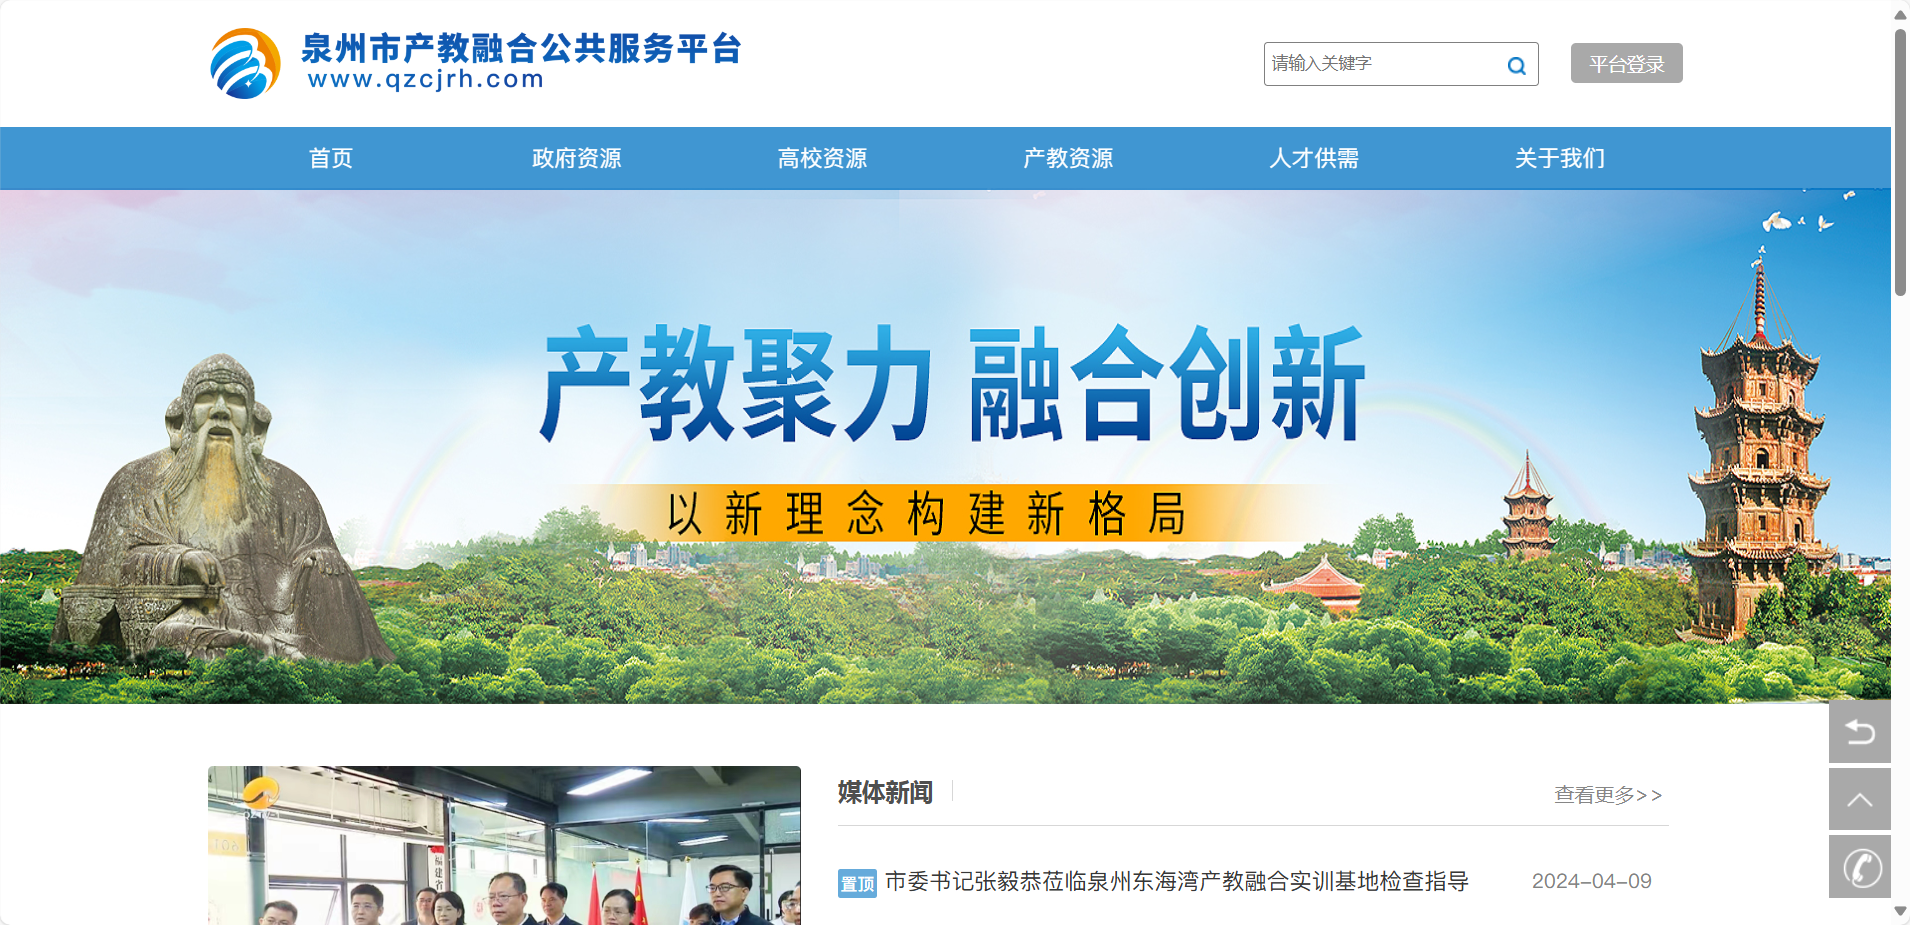 泉州市产教融合公共服务平台
www.qzcjrh.com
请输入关键字
平台登录
首页 政府资源 高校资源 产教资源 人才供需 关于我们
产教聚力 融合创新
以新理念构建新格局
媒体新闻
查看更多>>
置顶 市委书记张毅恭莅临泉州东海湾产教融合实训基地检查指导 2024-04-09
福建省